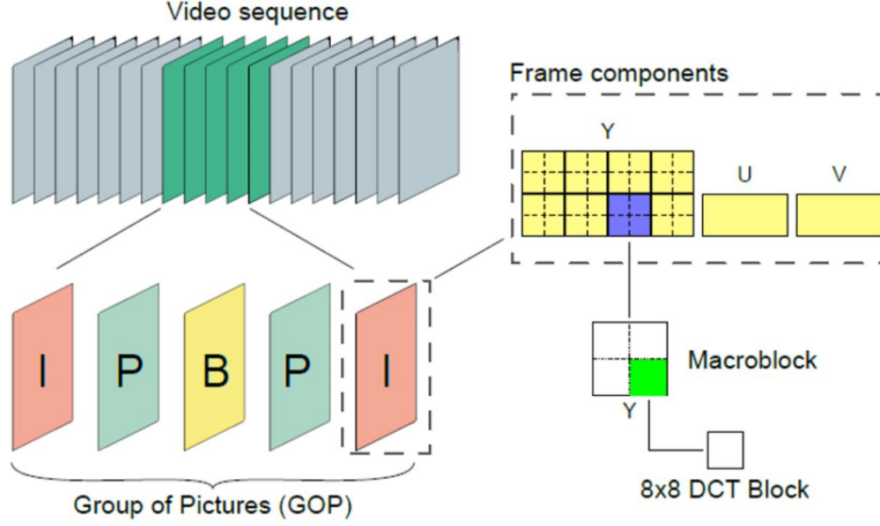 Video sequence
Frame components
Y
U
V
I
P
B
P
I
Macroblock
Y
8x8 DCT Block
Group of Pictures (GOP)